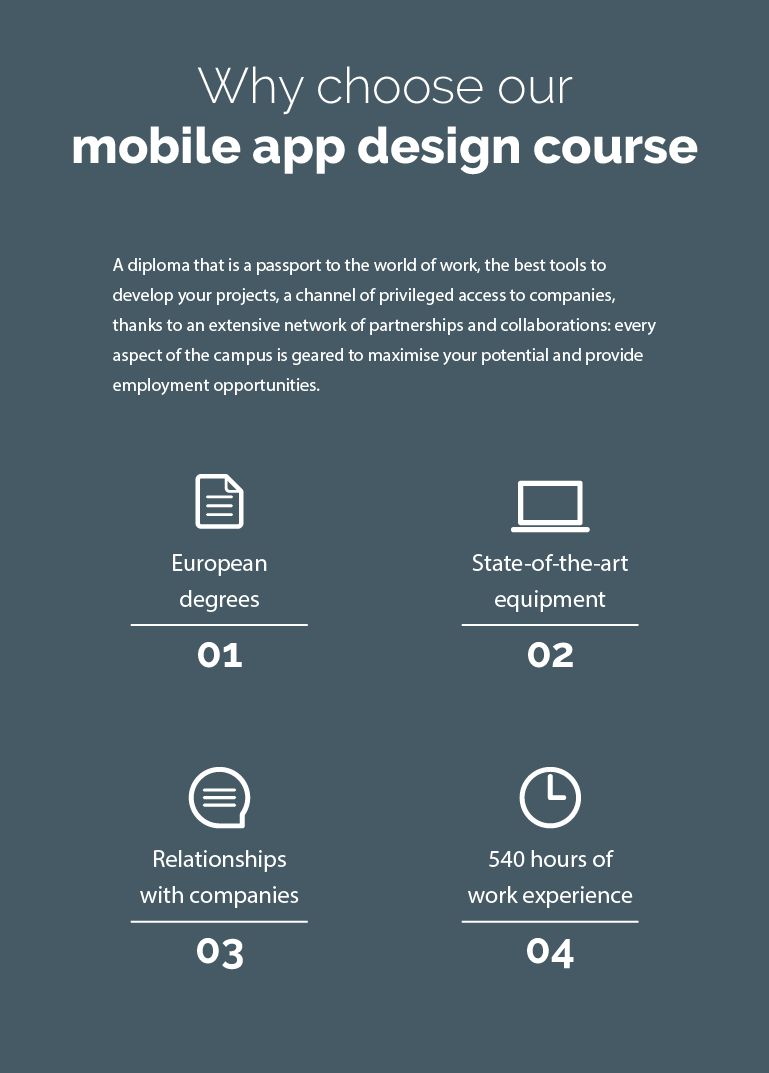 Why choose our
mobile app design course
A diploma that is a passport to the world of work, the best tools to
develop your projects, a channel of privileged access to companies,
thanks to an extensive network of partnerships and collaborations: every
aspect of the campus is geared to maximise your potential and provide
employment opportunities.
European
degrees
01
State-of-the-art
equipment
02
Relationships
with companies
03
540 hours of
work experience
04